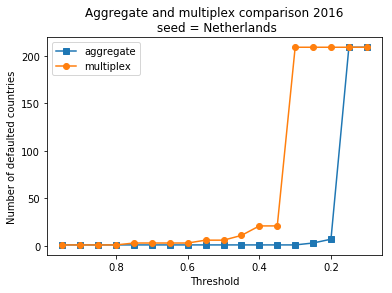 Aggregate and multiplex comparison 2016
seed = Netherlands
aggregate
multiplex
Number of defaulted countries
200
150
100
50
0
0.8
0.6
0.4
0.2
Threshold